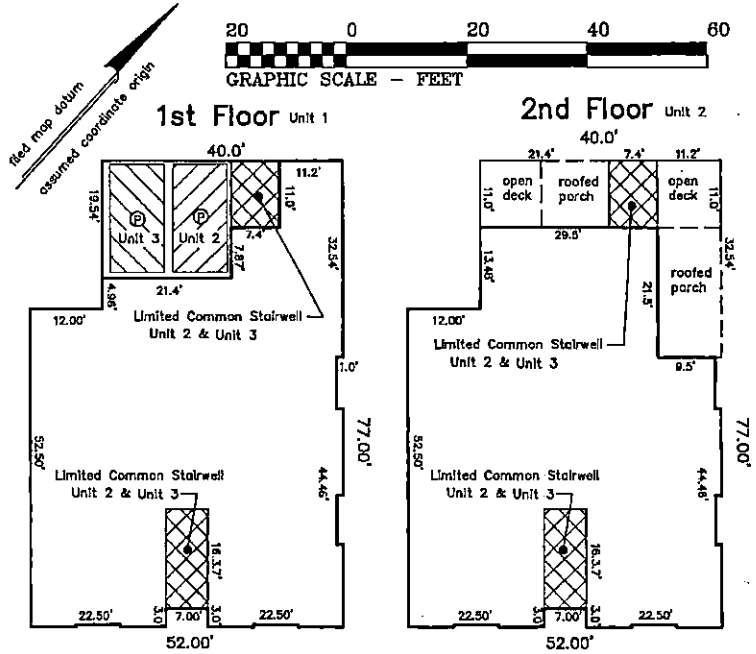 20 0 20 40 60
GRAPHIC SCALE – FEET
filed map datum
assumed coordinate origin
1st Floor Unit 1
40.0'
11.2'
19.54'
P
Unit 3
P
Unit 2
11.0'
7.4'
7.87'
32.54'
4.96'
21.4'
12.00'
Limited Common Stairwell
Unit 2 & Unit 3
1.0'
52.50'
77.00'
44.46'
Limited Common Stairwell
Unit 2 & Unit 3
16.3.7'
22.50'
3.0'
7.00'
3.0'
22.50'
52.00'
2nd Floor Unit 2
40.0'
21.4'
7.4'
11.2'
11.0'
open
deck
roofed
porch
open
deck
11.0'
29.5'
13.46'
21.5'
32.54'
roofed
porch
12.00'
Limited Common Stairwell
Unit 2 & Unit 3
9.5'
52.50'
77.00'
44.46'
Limited Common Stairwell
Unit 2 & Unit 3
16.3.7'
22.50'
3.0'
7.00'
3.0'
22.50'
52.00'